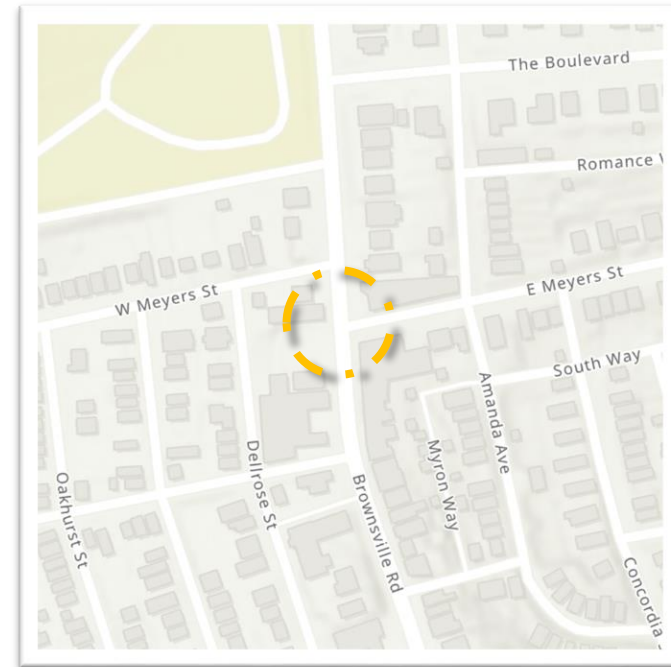 The Boulevard
Romance
E Meyers St
W Meyers St
South Way
Amanda Ave
Myron Way
Dellrose St
Brownsville Rd
Oakhurst St
Concordia